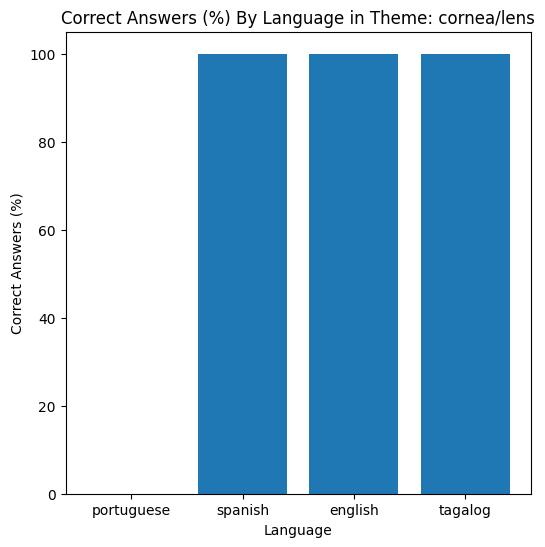 Correct Answers (%) By Language in Theme: cornea/lens
Correct Answers (%)
100
80
60
40
20
0
portuguese spanish english tagalog
Language